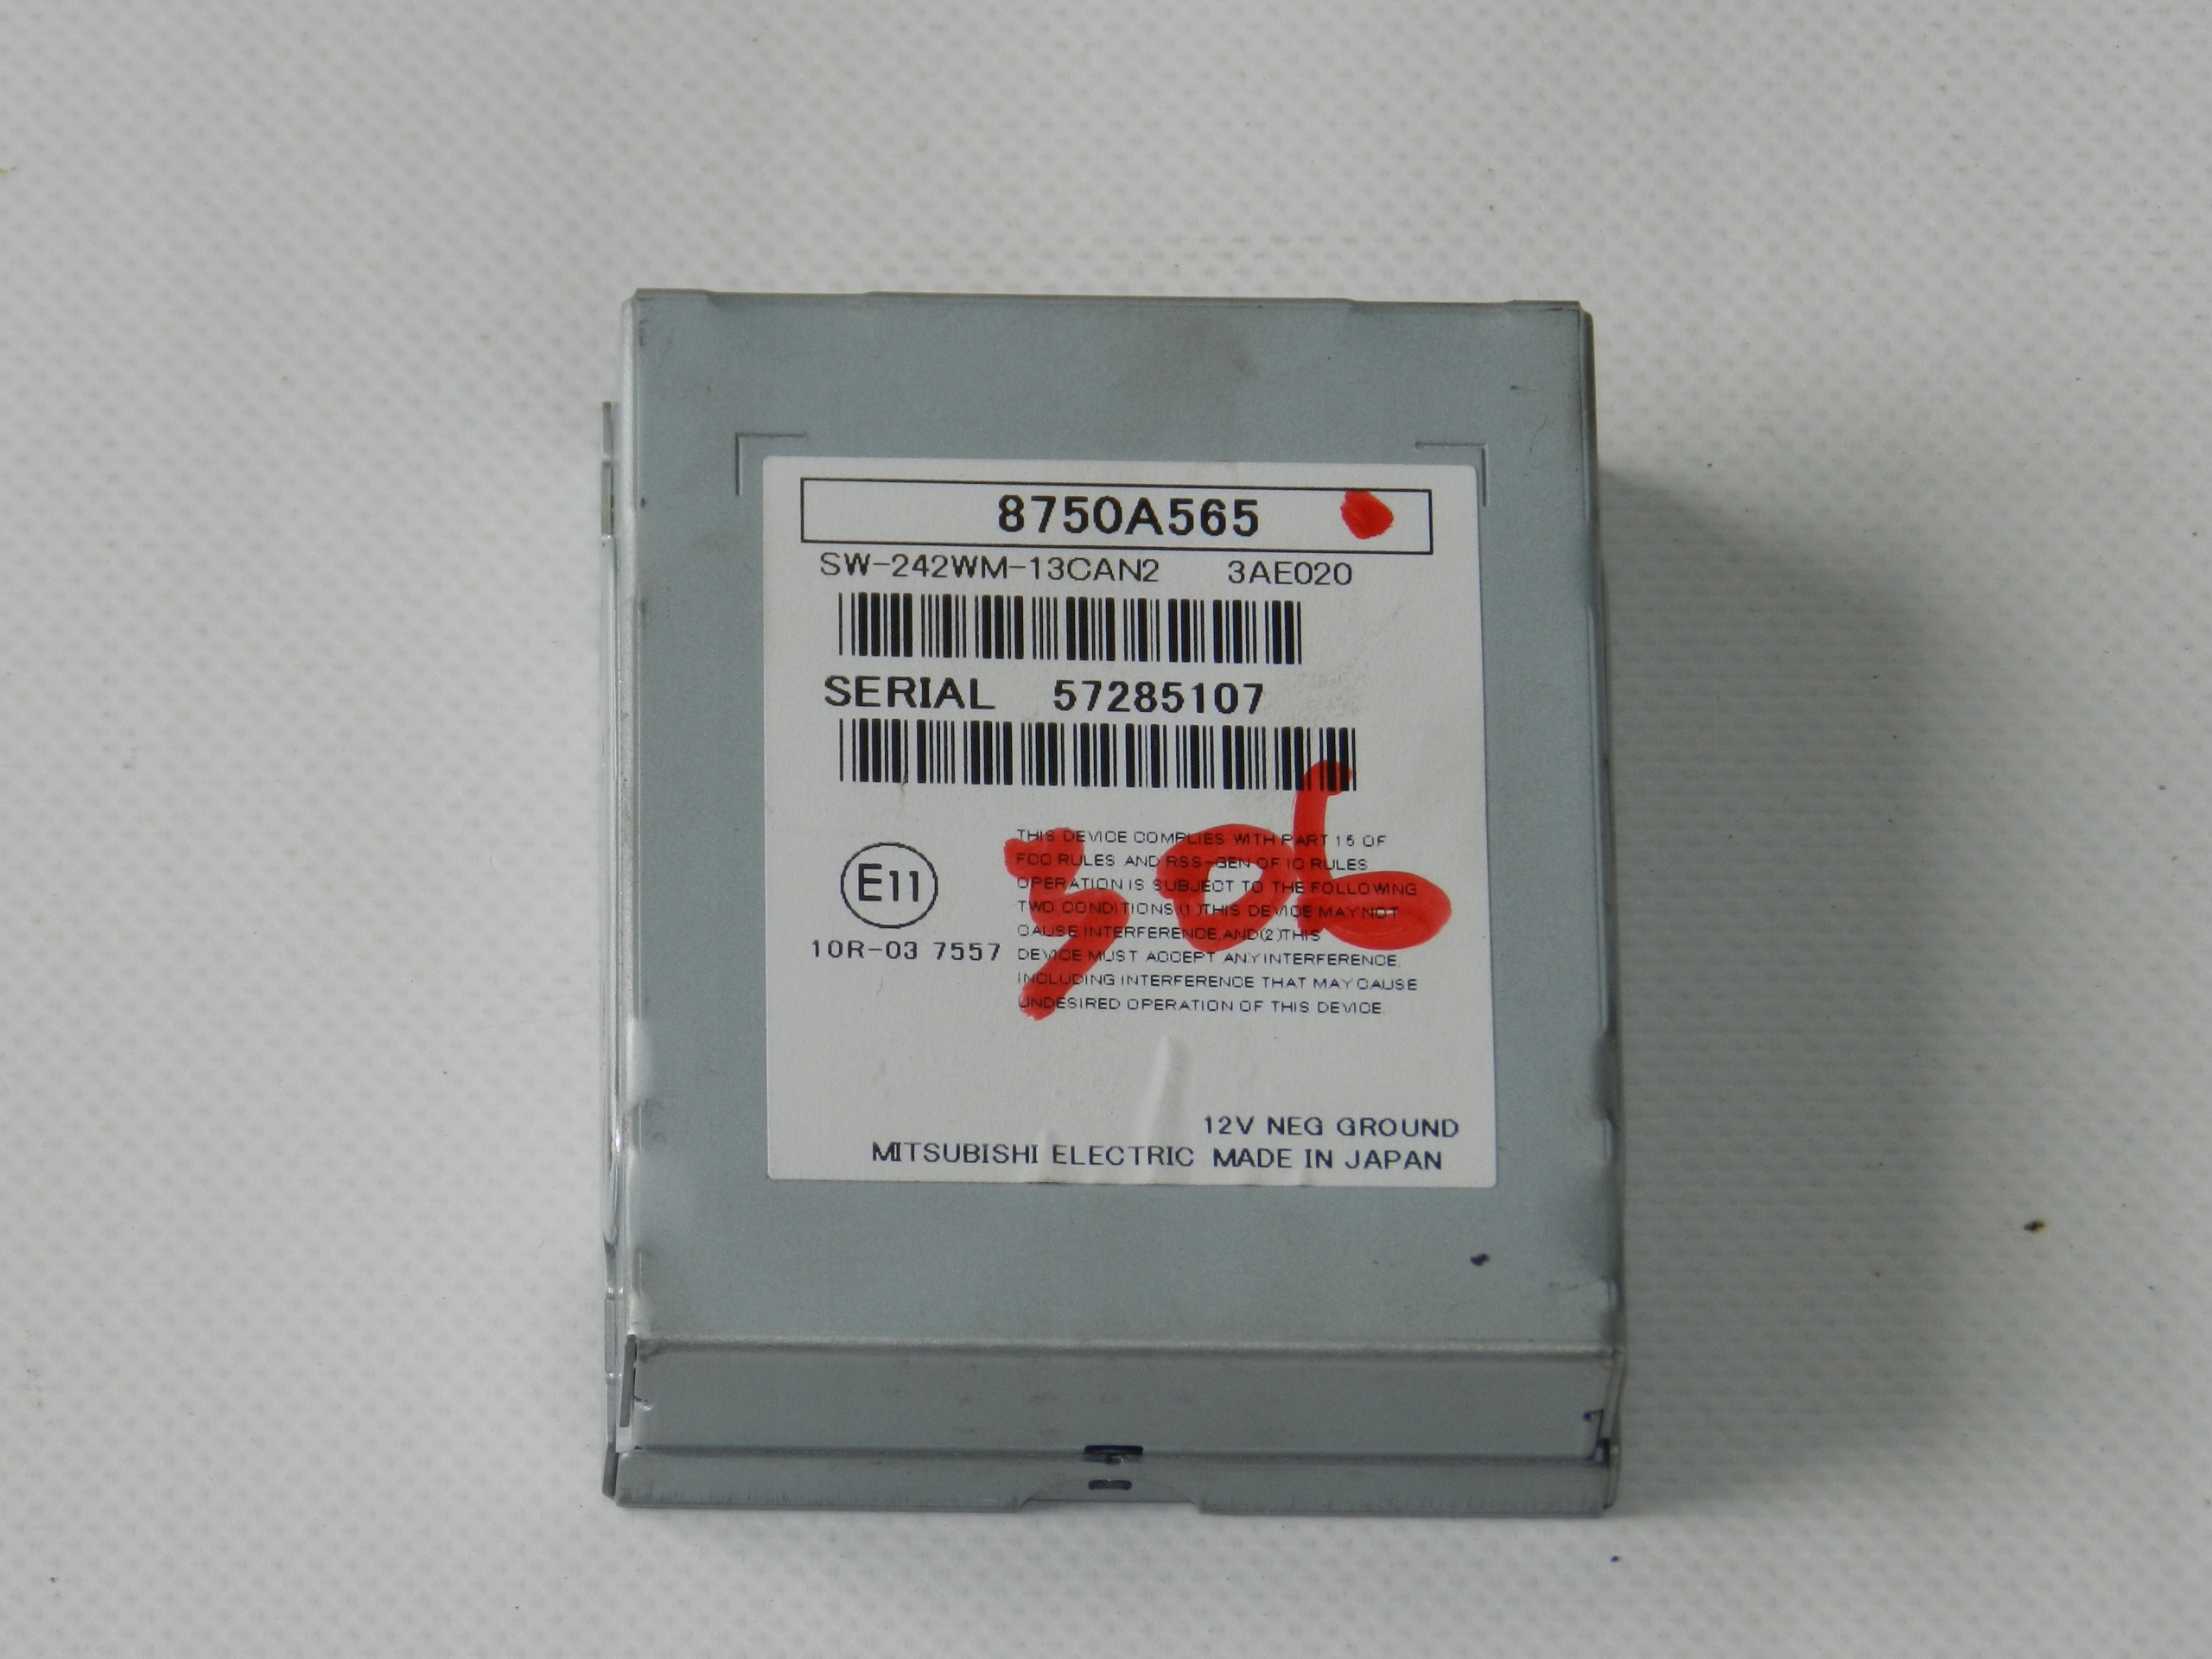 8750A565
SW-242WM-13CAN2 3AE020
SERIAL 57285107
E11
10R-03 7557
THIS DEVICE COMPLIES WITH PART 15 OF
FCC RULES AND RSS-GEN OF IC RULES
OPERATION IS SUBJECT TO THE FOLLOWING
TWO CONDITIONS,(1)THIS DEVICE MAY NOT
CAUSE INTERFERENCE,AND(2)THIS
DEVICE MUST ACCEPT ANY INTERFERENCE,
INCLUDING INTERFERENCE THAT MAY CAUSE
UNDESIRED OPERATION OF THIS DEVICE.
12V NEG GROUND
MITSUBISHI ELECTRIC MADE IN JAPAN